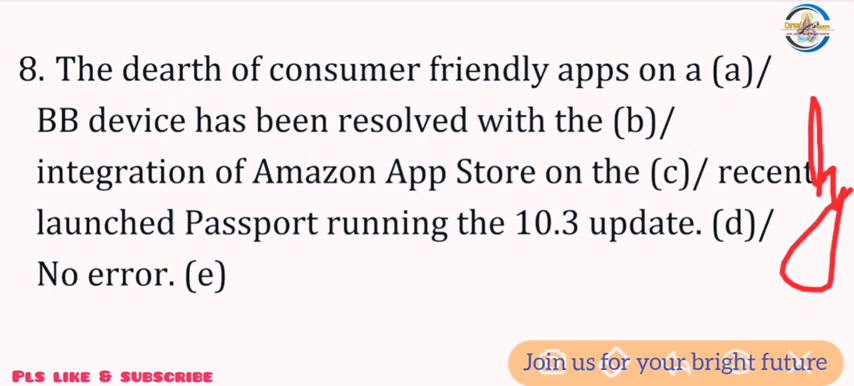 8. The dearth of consumer friendly apps on a (a)/
BB device has been resolved with the (b)/
integration of Amazon App Store on the (c)/ recent
ly
launched Passport running the 10.3 update. (d)/
No error. (e)
Join us for your bright future
PLS LIKE & SUBSCRIBE